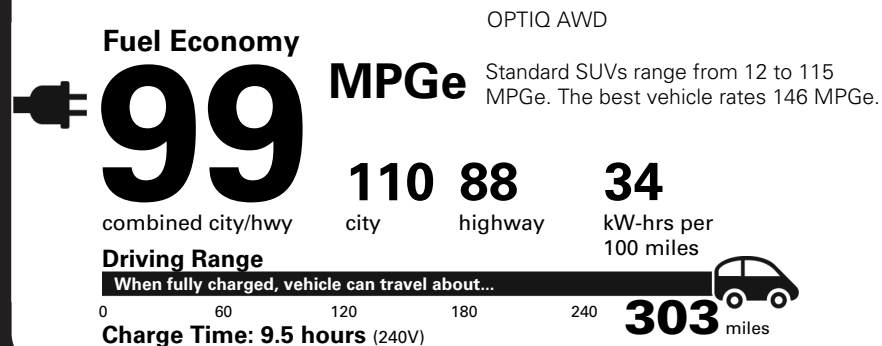 OPTIQ AWD
Fuel Economy
99 MPGe
Standard SUVs range from 12 to 115
MPGe. The best vehicle rates 146 MPGe.
combined city/hwy
110 city
88 highway
34 kW-hrs per
100 miles
Driving Range
When fully charged, vehicle can travel about...
0 60 120 180 240 303 miles
Charge Time: 9.5 hours (240V)